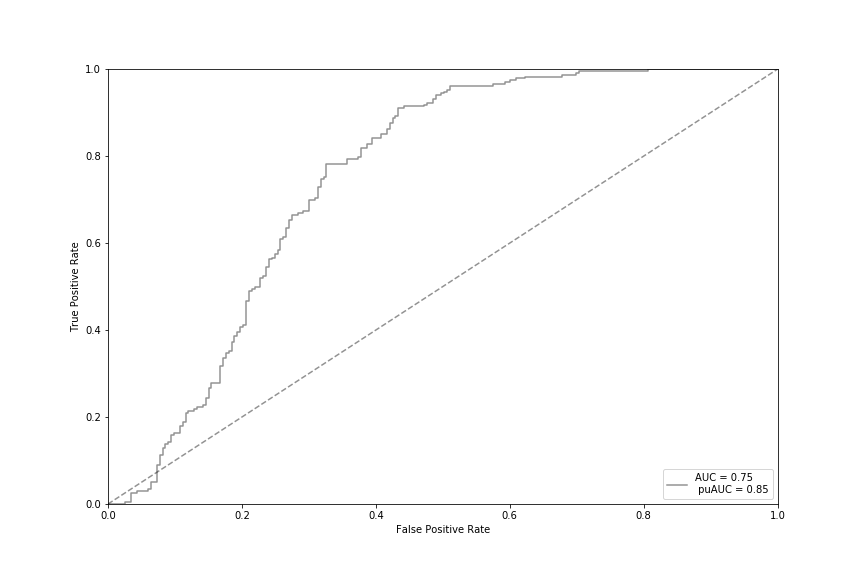 1.0
0.8
0.6
0.4
0.2
0.0
True Positive Rate
0.0 0.2 0.4 0.6 0.8 1.0
False Positive Rate
AUC = 0.75
puAUC = 0.85